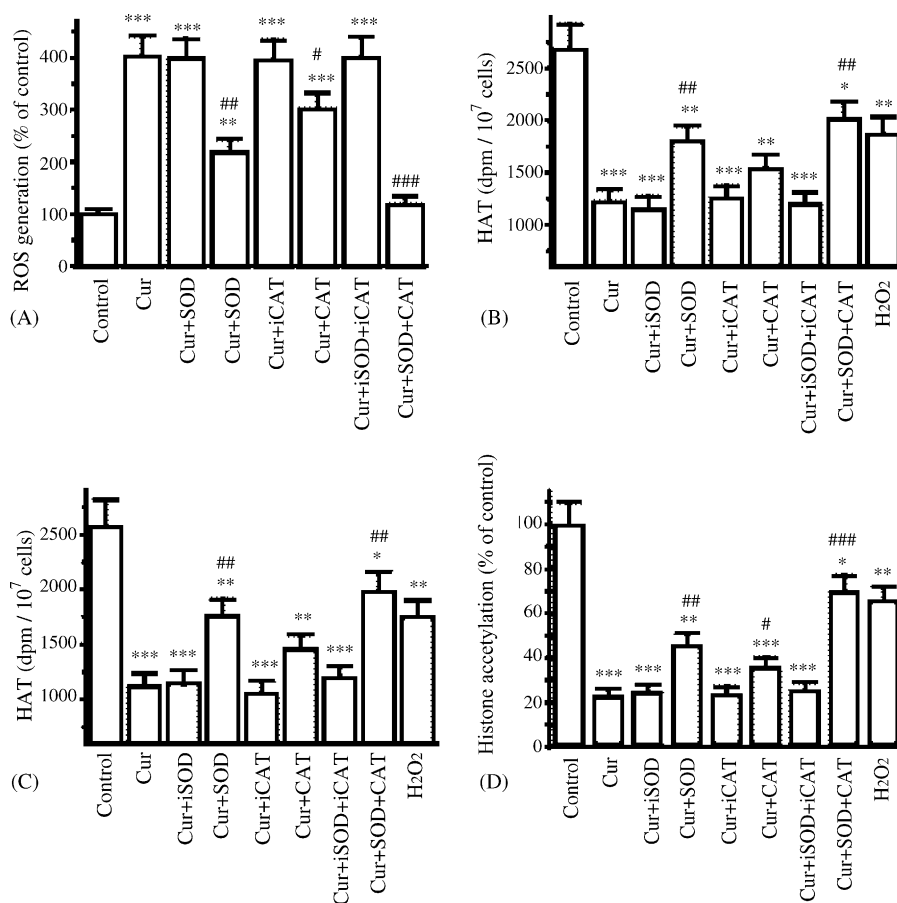 ROS generation (% of control)
400
300
200
100
0
***
***
##
**
***
#
***
***
###
Control
Cur
Cur+SOD
Cur+SOD
Cur+iCAT
Cur+CAT
Cur+iSOD+iCAT
Cur+SOD+CAT
(A)
HAT (dpm / 10⁷ cells)
2500
2000
1500
1000
***
***
##
**
***
**
***
##
*
**
Control
Cur
Cur+iSOD
Cur+SOD
Cur+iCAT
Cur+CAT
Cur+iSOD+iCAT
Cur+SOD+CAT
H₂O₂
(B)
HAT (dpm / 10⁷ cells)
2500
2000
1500
1000
***
***
##
**
***
**
***
##
*
**
Control
Cur
Cur+iSOD
Cur+SOD
Cur+iCAT
Cur+CAT
Cur+iSOD+iCAT
Cur+SOD+CAT
H₂O₂
(C)
Histone accetylation (% of control)
100
80
60
40
20
0
***
***
##
**
***
#
***
***
###
*
**
Control
Cur
Cur+iSOD
Cur+SOD
Cur+iCAT
Cur+CAT
Cur+iSOD+iCAT
Cur+SOD+CAT
H₂O₂
(D)